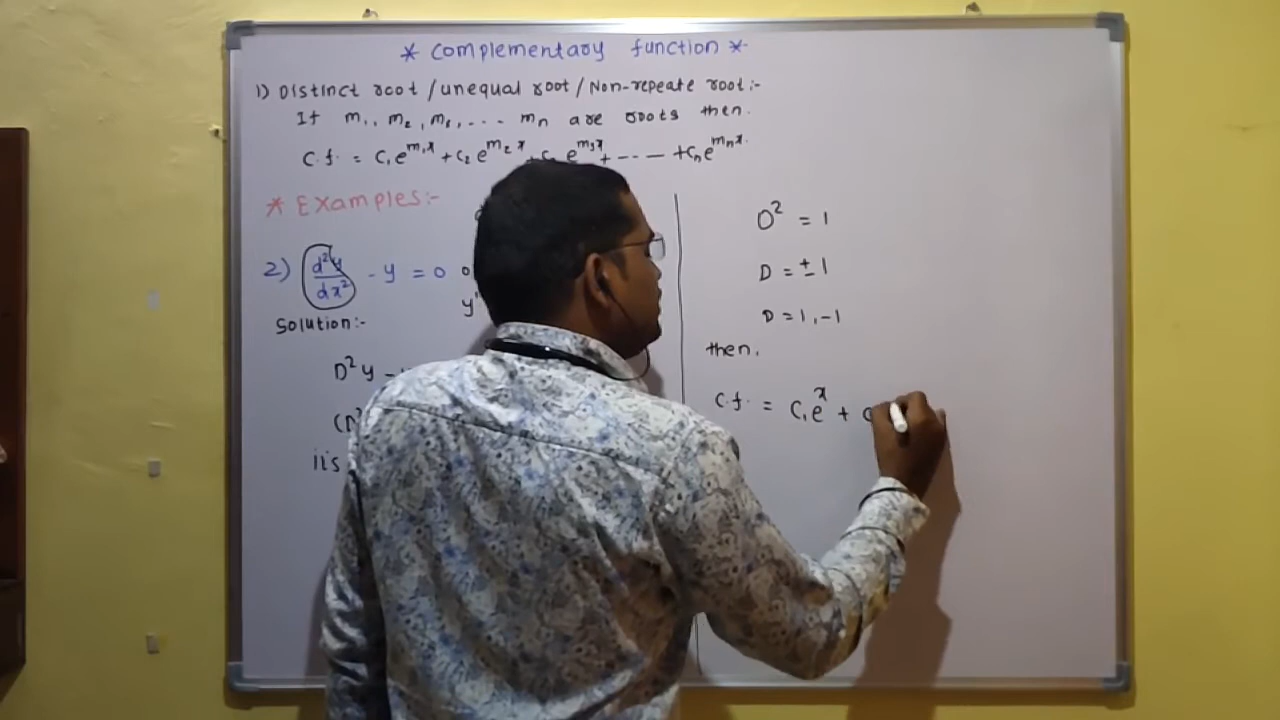 * Complementary function *
1) Distinct root / unequal root / Non-repeate root:-
If m₁, m₂, m₃, ... mₙ are roots then.
C.f. = C₁e^m₁x + C₂e^m₂x + e^m₃x + ---- + Cₙe^mₙx.
* Examples:-
2) d²y/dx² - y = 0
Solution:-
D²y -
it's
D² = 1
D = ± 1
D = 1, -1
then,
C.f. = C₁e^x +